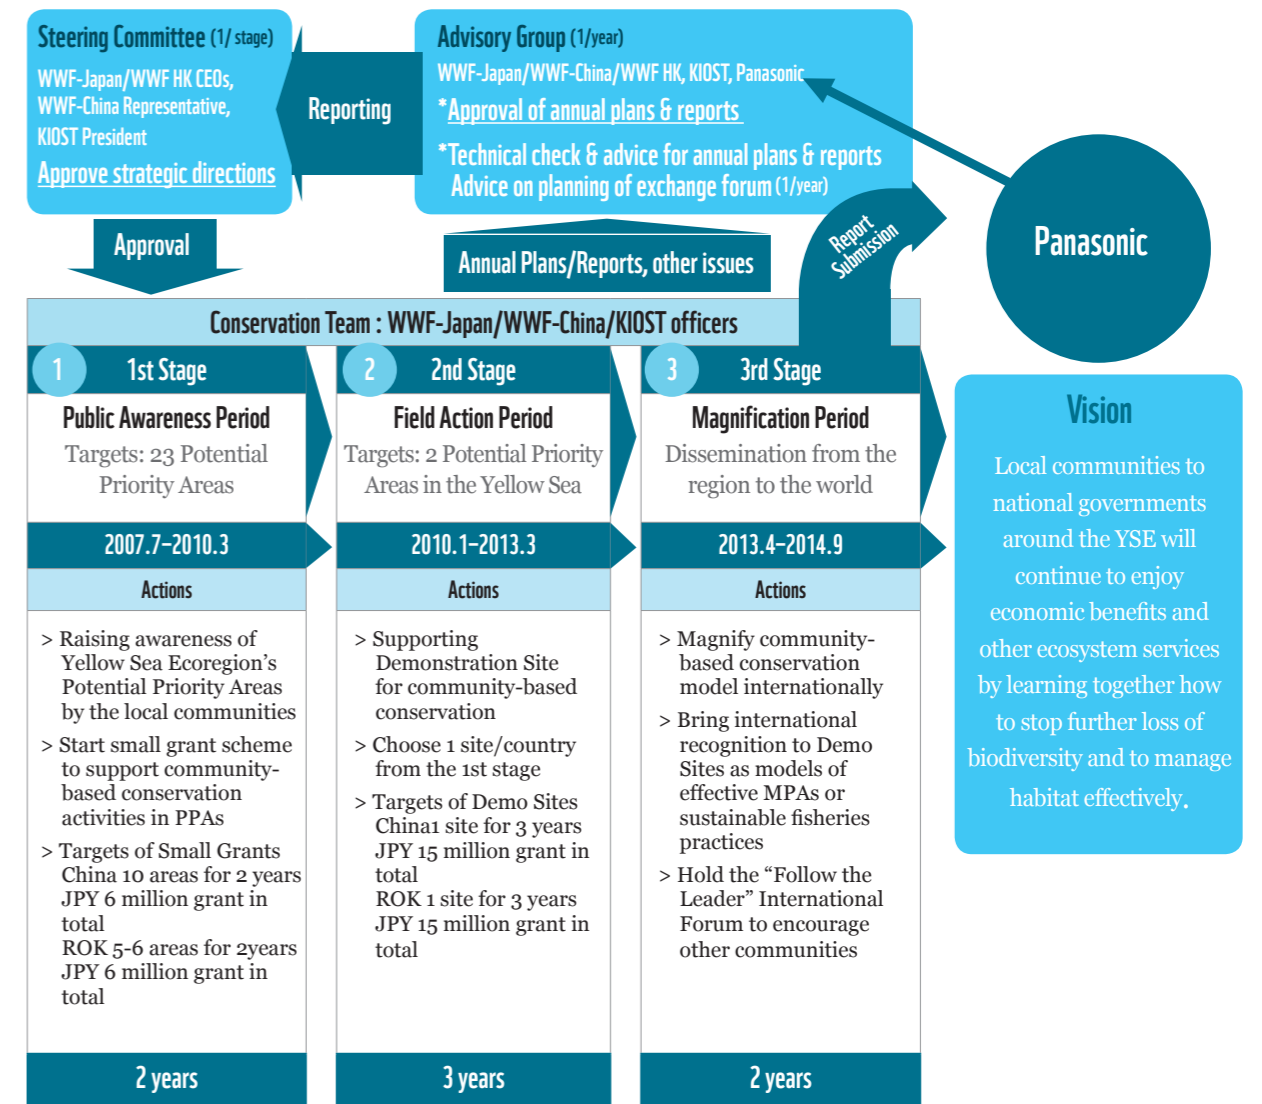 Steering Committee (1/ stage)
WWF-Japan/WWF HK CEOs,
WWF-China Representative,
KIOST President
Approve strategic directions
Reporting
Advisory Group (1/year)
WWF-Japan/WWF-China/WWF HK, KIOST, Panasonic
*Approval of annual plans & reports
*Technical check & advice for annual plans & reports
Advice on planning of exchange forum (1/year)
Approval
Annual Plans/Reports, other issues
Report
Submission
Panasonic
Conservation Team : WWF-Japan/WWF-China/KIOST officers
1
1st Stage
Public Awareness Period
Targets: 23 Potential
Priority Areas
2007.7–2010.3
Actions
> Raising awareness of
Yellow Sea Ecoregion's
Potential Priority Areas
by the local communities
> Start small grant scheme
to support community-
based conservation
activities in PPAs
> Targets of Small Grants
China 10 areas for 2 years
JPY 6 million grant in
total
ROK 5-6 areas for 2years
JPY 6 million grant in
total
2 years
2
2nd Stage
Field Action Period
Targets: 2 Potential Priority
Areas in the Yellow Sea
2010.1–2013.3
Actions
> Supporting
Demonstration Site
for community-based
conservation
> Choose 1 site/country
from the 1st stage
> Targets of Demo Sites
China1 site for 3 years
JPY 15 million grant in
total
ROK 1 site for 3 years
JPY 15 million grant in
total
3 years
3
3rd Stage
Magnification Period
Dissemination from the
region to the world
2013.4–2014.9
Actions
> Magnify community-
based conservation
model internationally
> Bring international
recognition to Demo
Sites as models of
effective MPAs or
sustainable fisheries
practices
> Hold the “Follow the
Leader” International
Forum to encourage
other communities
2 years
Vision
Local communities to
national governments
around the YSE will
continue to enjoy
economic benefits and
other ecosystem services
by learning together how
to stop further loss of
biodiversity and to manage
habitat effectively.